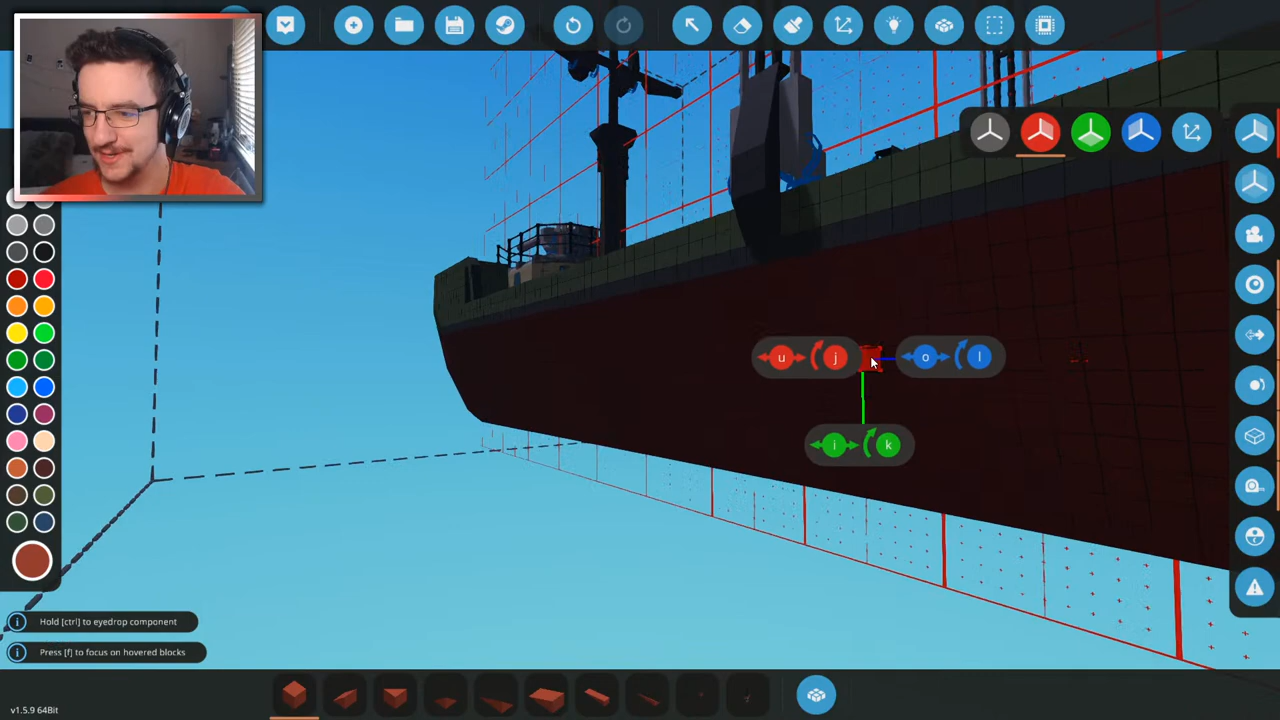 u j o l
i k
Hold [ctrl] to eyedrop component
Press [f] to focus on hovered blocks
v1.5.9 64Bit